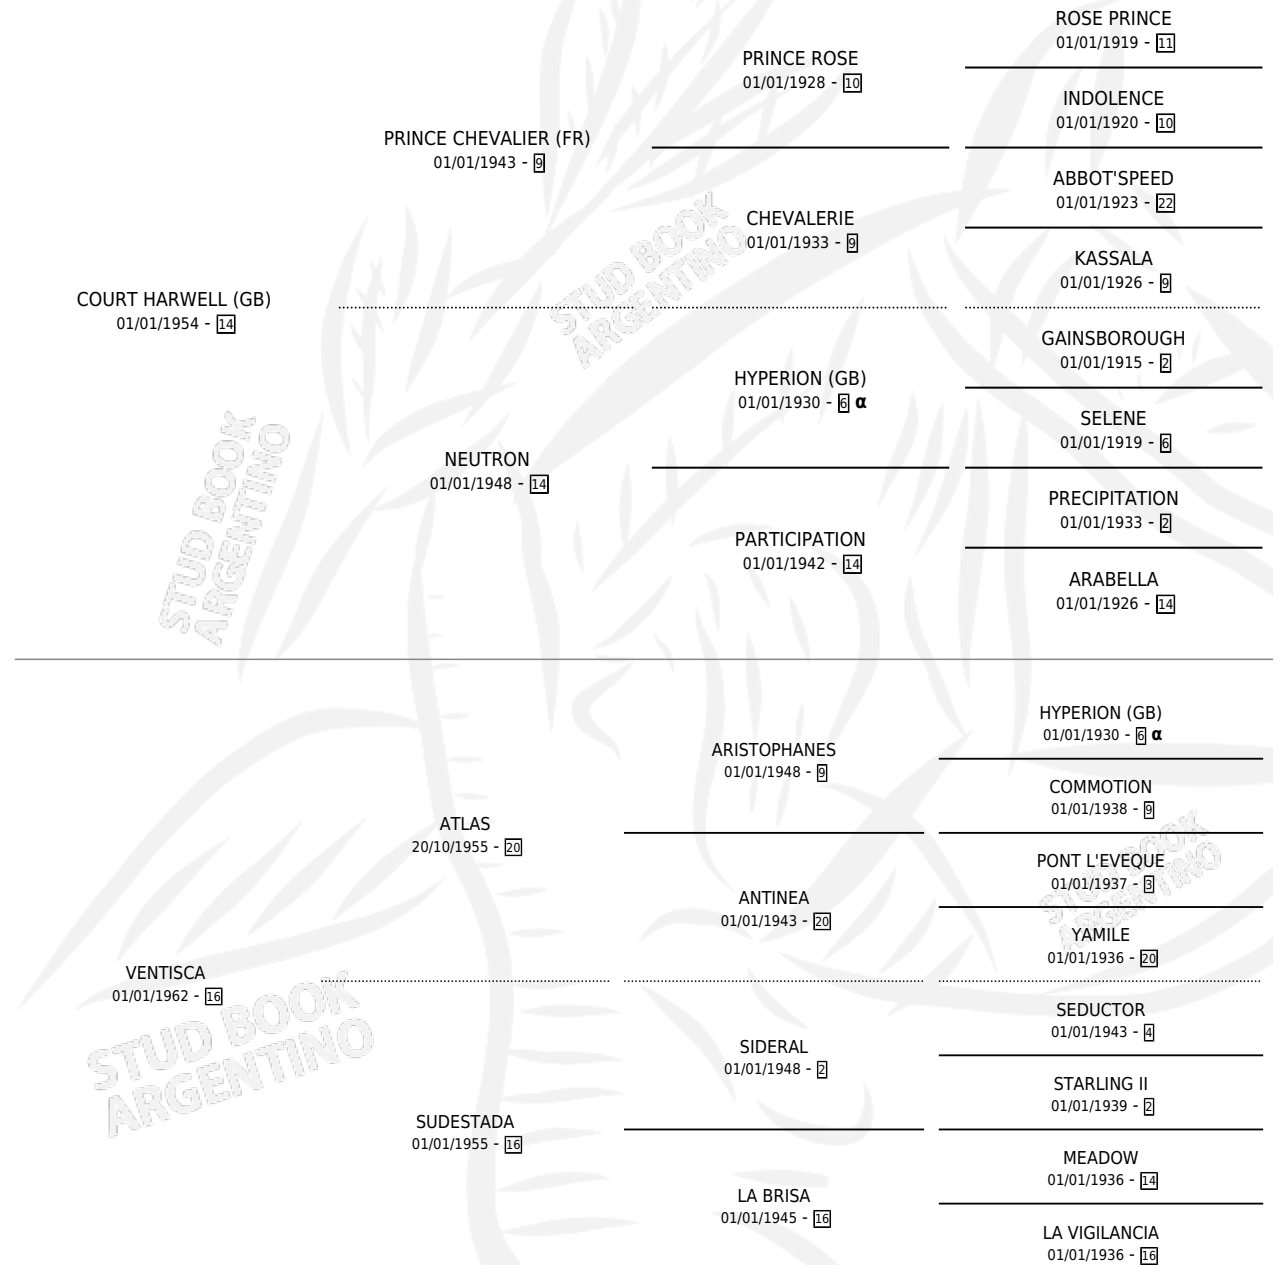 ROSE PRINCE
01/01/1919 - 11
PRINCE ROSE
01/01/1928 - 10
INDOLENCE
01/01/1920 - 10
PRINCE CHEVALIER (FR)
01/01/1943 - 9
ABBOT'SPEED
01/01/1923 - 22
CHEVALERIE
01/01/1933 - 9
KASSALA
01/01/1926 - 9
COURT HARWELL (GB)
01/01/1954 - 14
STUD BOOK
ARGENTINO
GAINSBOROUGH
01/01/1915 - 2
HYPERION (GB)
01/01/1930 - 6 α
SELENE
01/01/1919 - 6
NEUTRON
01/01/1948 - 14
PRECIPITATION
01/01/1933 - 2
PARTICIPATION
01/01/1942 - 14
ARABELLA
01/01/1926 - 14
STUD BOOK
ARGENTINO
HYPERION (GB)
01/01/1930 - 6 α
ARISTOPHANES
01/01/1948 - 9
COMMOTION
01/01/1938 - 9
ATLAS
20/10/1955 - 20
PONT L'EVEQUE
01/01/1937 - 3
ANTINEA
01/01/1943 - 20
YAMILE
01/01/1936 - 20
STUD BOOK
ARGENTINO
VENTISCA
01/01/1962 - 16
SEDUCTOR
01/01/1943 - 4
SIDERAL
01/01/1948 - 2
STARLING II
01/01/1939 - 2
STUD BOOK
ARGENTINO
SUDESTADA
01/01/1955 - 16
MEADOW
01/01/1936 - 14
LA BRISA
01/01/1945 - 16
LA VIGILANCIA
01/01/1936 - 16